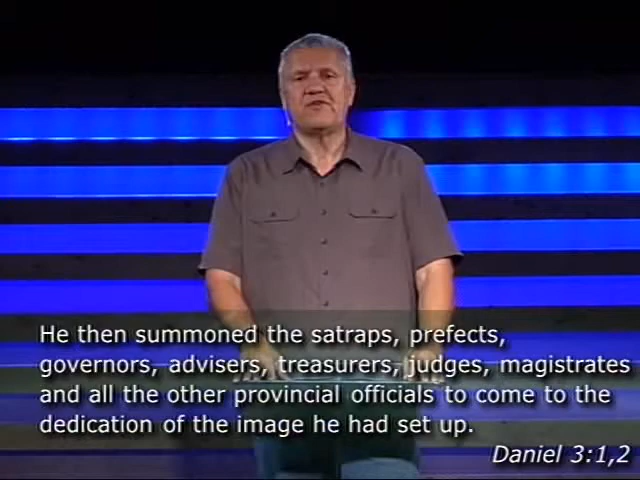 He then summoned the satraps, prefects,
governors, advisers, treasurers, judges, magistrates
and all the other provincial officials to come to the
dedication of the image he had set up.
Daniel 3:1,2